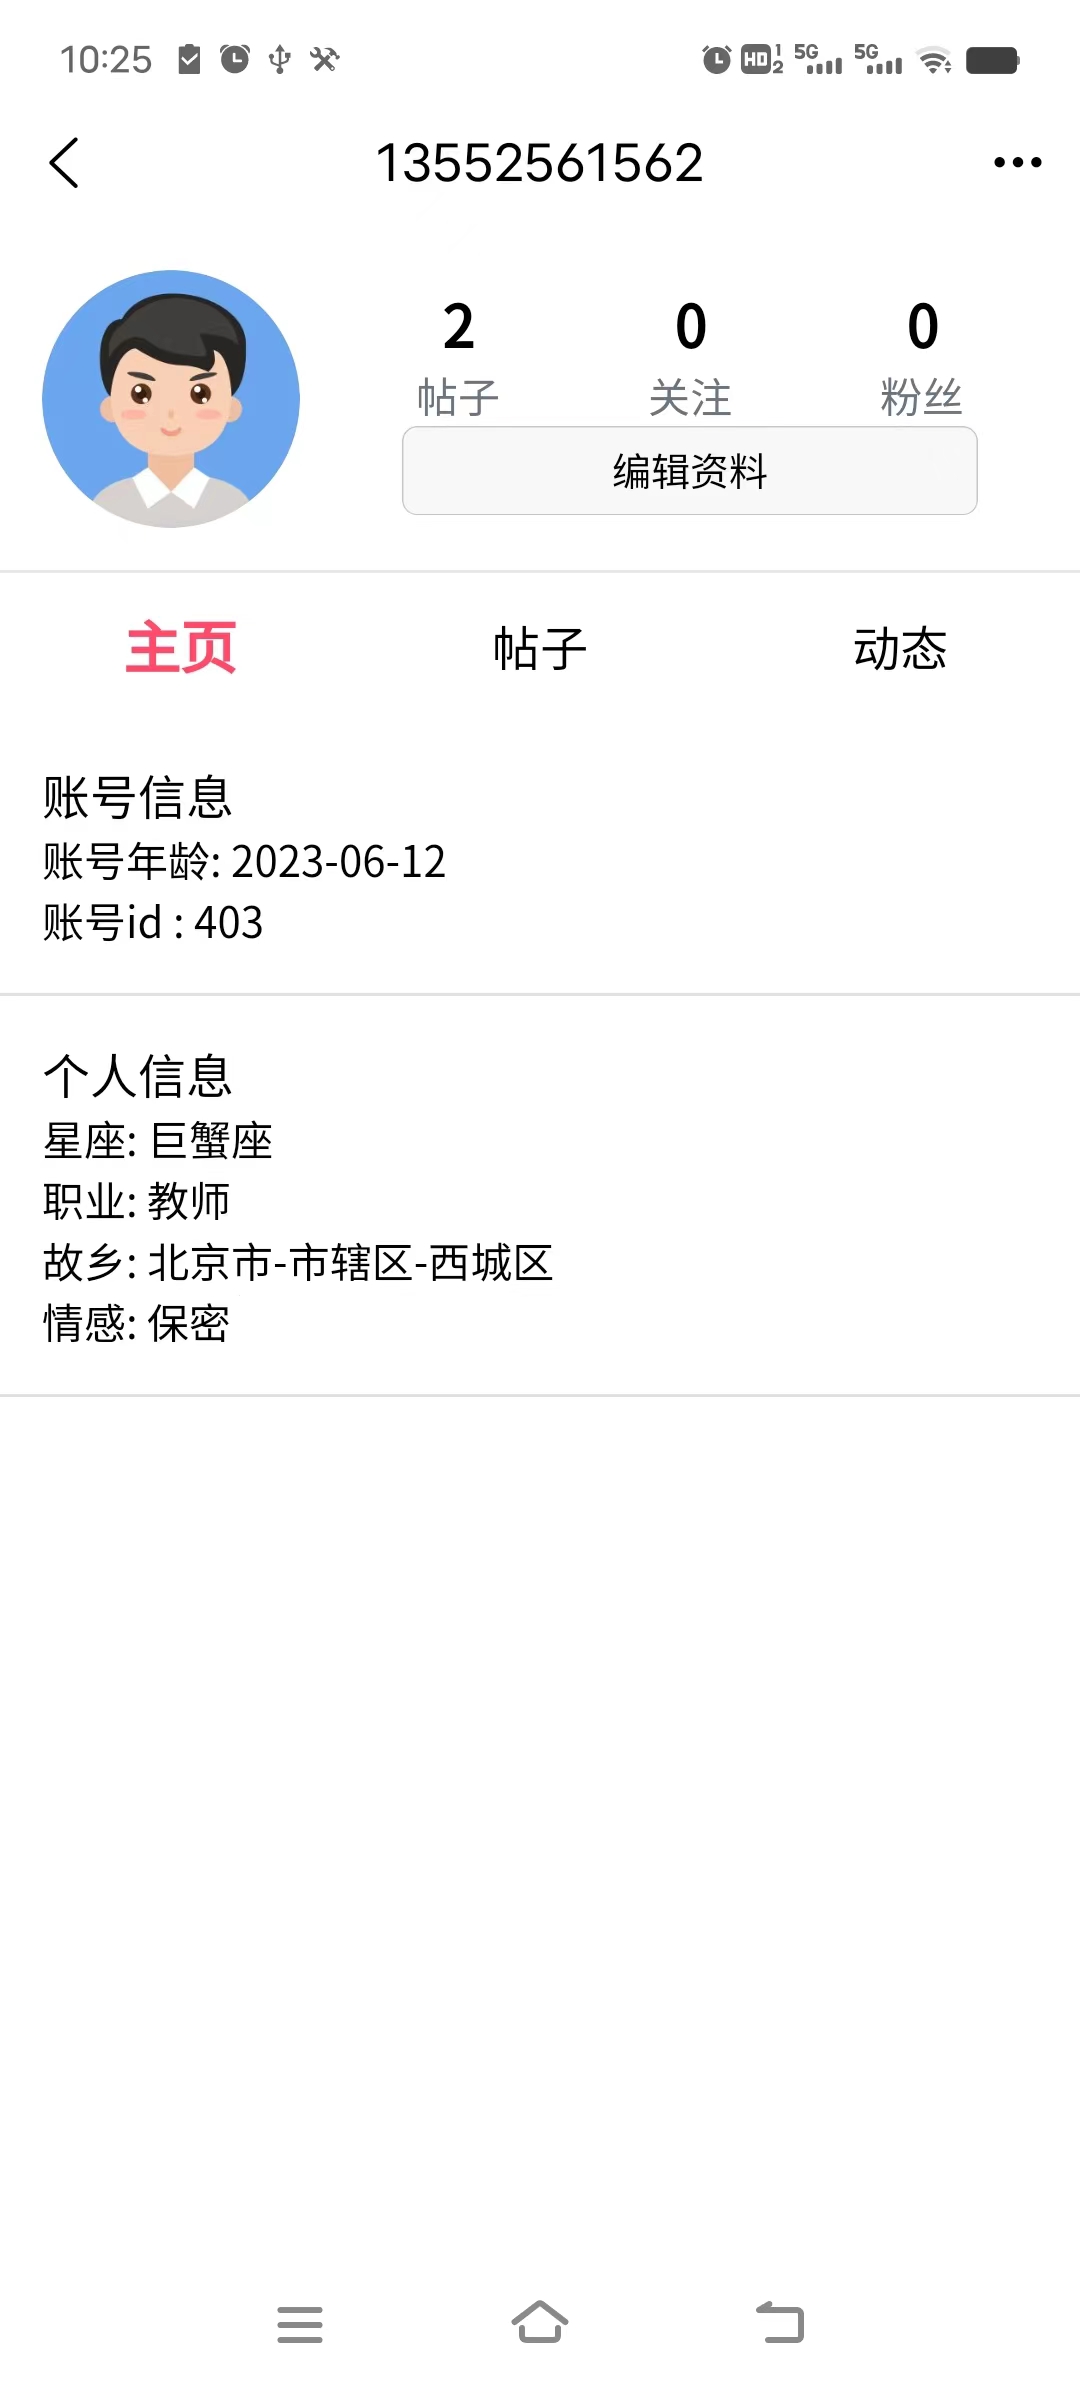 10:25 HD 1 2 5G 5G
13552561562
2 0 0
帖子 关注 粉丝
编辑资料
主页 帖子 动态
账号信息
账号年龄: 2023-06-12
账号id : 403
个人信息
星座: 巨蟹座
职业: 教师
故乡: 北京市-市辖区-西城区
情感: 保密